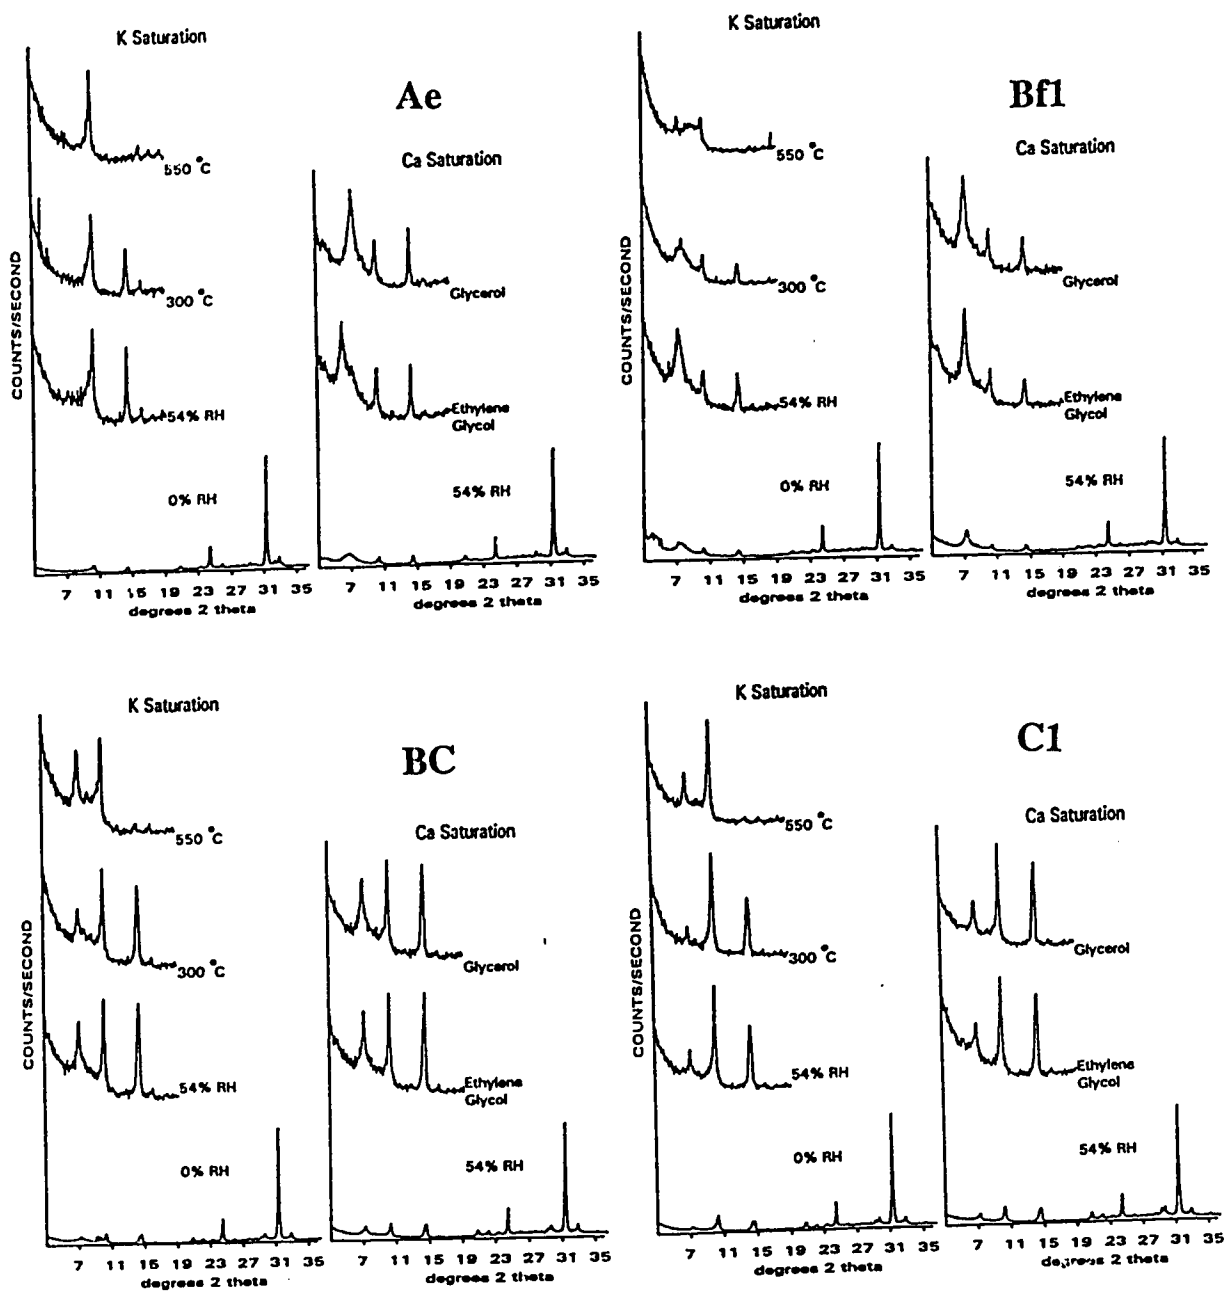 K Saturation
Ae
550 °C
Ca Saturation
300 °C
Glycerol
COUNTS/SECOND
54% RH
Ethylene
Glycol
0% RH
54% RH
7 11 15 19 23 27 31 35
degrees 2 theta
7 11 15 19 23 27 31 35
degrees 2 theta
K Saturation
Bf1
550 °C
Ca Saturation
300 °C
Glycerol
COUNTS/SECOND
54% RH
Ethylene
Glycol
0% RH
54% RH
7 11 15 19 23 27 31 35
degrees 2 theta
7 11 15 19 23 27 31 35
degrees 2 theta
K Saturation
BC
550 °C
Ca Saturation
300 °C
Glycerol
COUNTS/SECOND
54% RH
Ethylene
Glycol
0% RH
54% RH
7 11 15 19 23 27 31 35
degrees 2 theta
7 11 15 19 23 27 31 35
degrees 2 theta
K Saturation
C1
550 °C
Ca Saturation
300 °C
Glycerol
COUNTS/SECOND
54% RH
Ethylene
Glycol
0% RH
54% RH
7 11 15 19 23 27 31 35
degrees 2 theta
7 11 15 19 23 27 31 35
degrees 2 theta